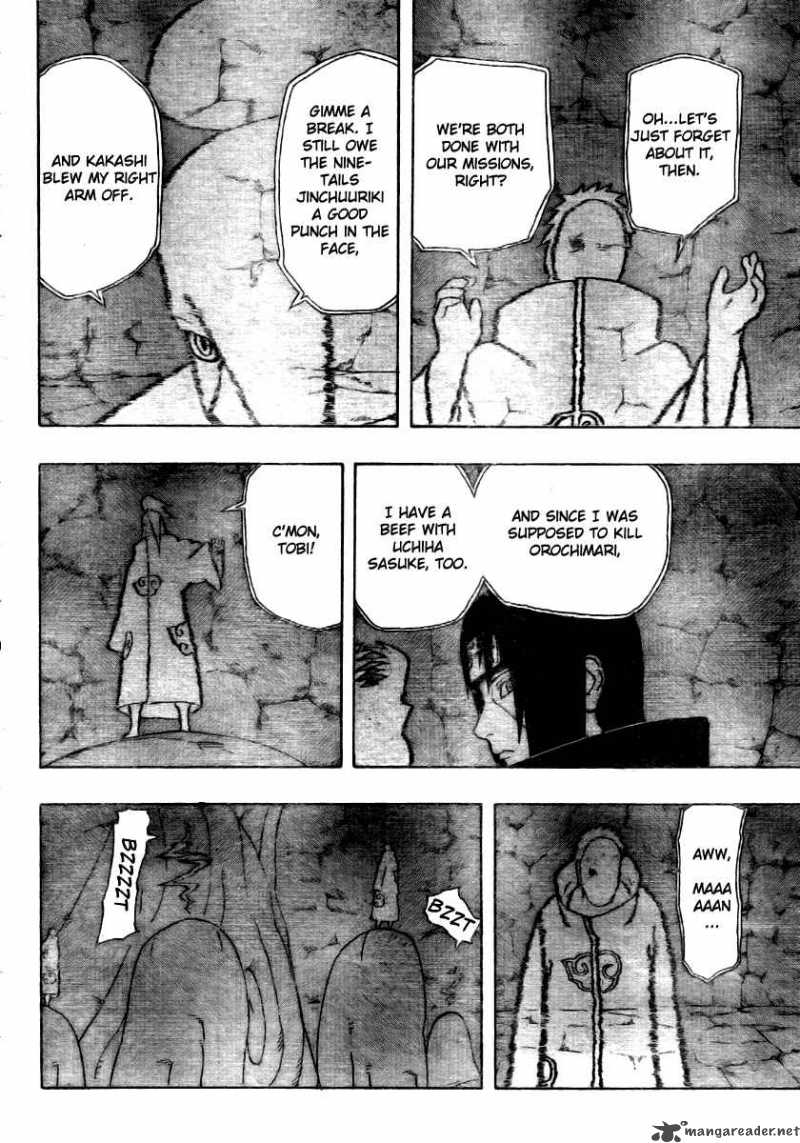 OH...LET'S
JUST FORGET
ABOUT IT,
THEN.
WE'RE BOTH
DONE WITH
OUR MISSIONS,
RIGHT?
GIMME A
BREAK. I
STILL OWE
THE NINE-
TAILS
JINCHUURIKI
A GOOD
PUNCH IN THE
FACE,
AND KAKASHI
BLEW MY RIGHT
ARM OFF.
AND SINCE I WAS
SUPPOSED TO KILL
OROCHIMARI,
I HAVE A
BEEF WITH
UCHIHA
SASUKE, TOO.
C'MON,
TOBI!
AWW,
MAAA
AAAN
...
BZZT
BZZZZT
mangareader.net